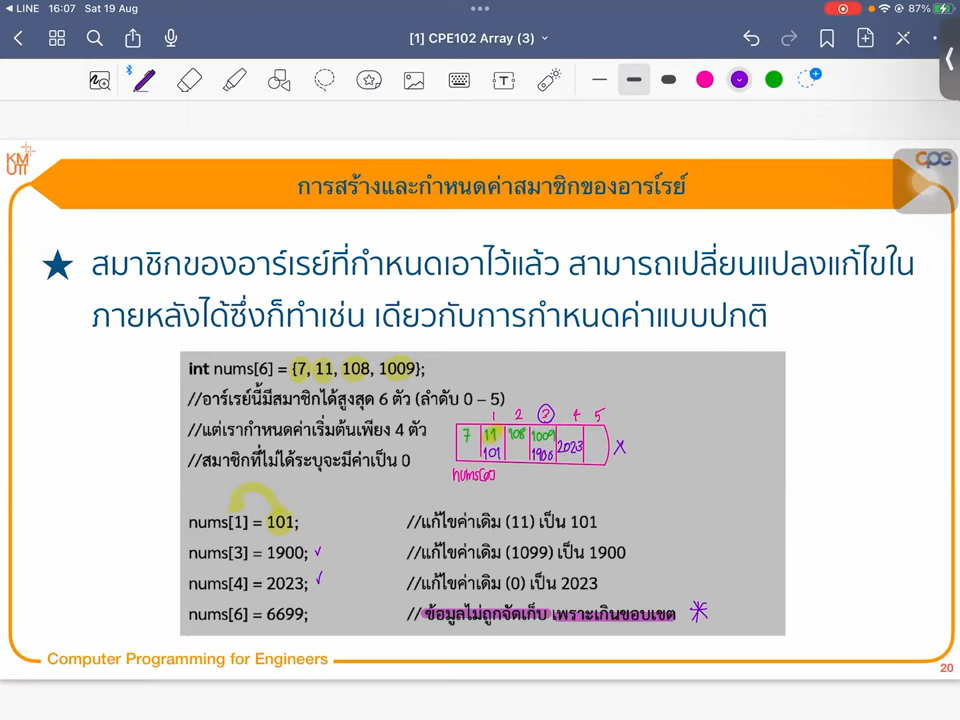 LINE 16:07 Sat 19 Aug
87%
[1] CPE102 Array (3)
KMUTT
cpe
การสร้างและกำหนดค่าสมาชิกของอาร์เรย์
สมาชิกของอาร์เรย์ที่กำหนดเอาไว้แล้ว สามารถเปลี่ยนแปลงแก้ไขใน
ภายหลังได้ซึ่งก็ทำเช่น เดียวกับการกำหนดค่าแบบปกติ
int nums[6] = {7, 11, 108, 1009};
//อาร์เรย์นี้มีสมาชิกได้สูงสุด 6 ตัว (ลำดับ 0 – 5)
//แต่เรากำหนดค่าเริ่มต้นเพียง 4 ตัว
//สมาชิกที่ไม่ได้ระบุจะมีค่าเป็น 0
1 2 3 4 5
7 11 108 1009
101 1900 2023 X
nums[0]
nums[1] = 101; //แก้ไขค่าเดิม (11) เป็น 101
nums[3] = 1900; //แก้ไขค่าเดิม (1099) เป็น 1900
nums[4] = 2023; //แก้ไขค่าเดิม (0) เป็น 2023
nums[6] = 6699; //ข้อมูลไม่ถูกจัดเก็บ เพราะเกินขอบเขต
Computer Programming for Engineers
20